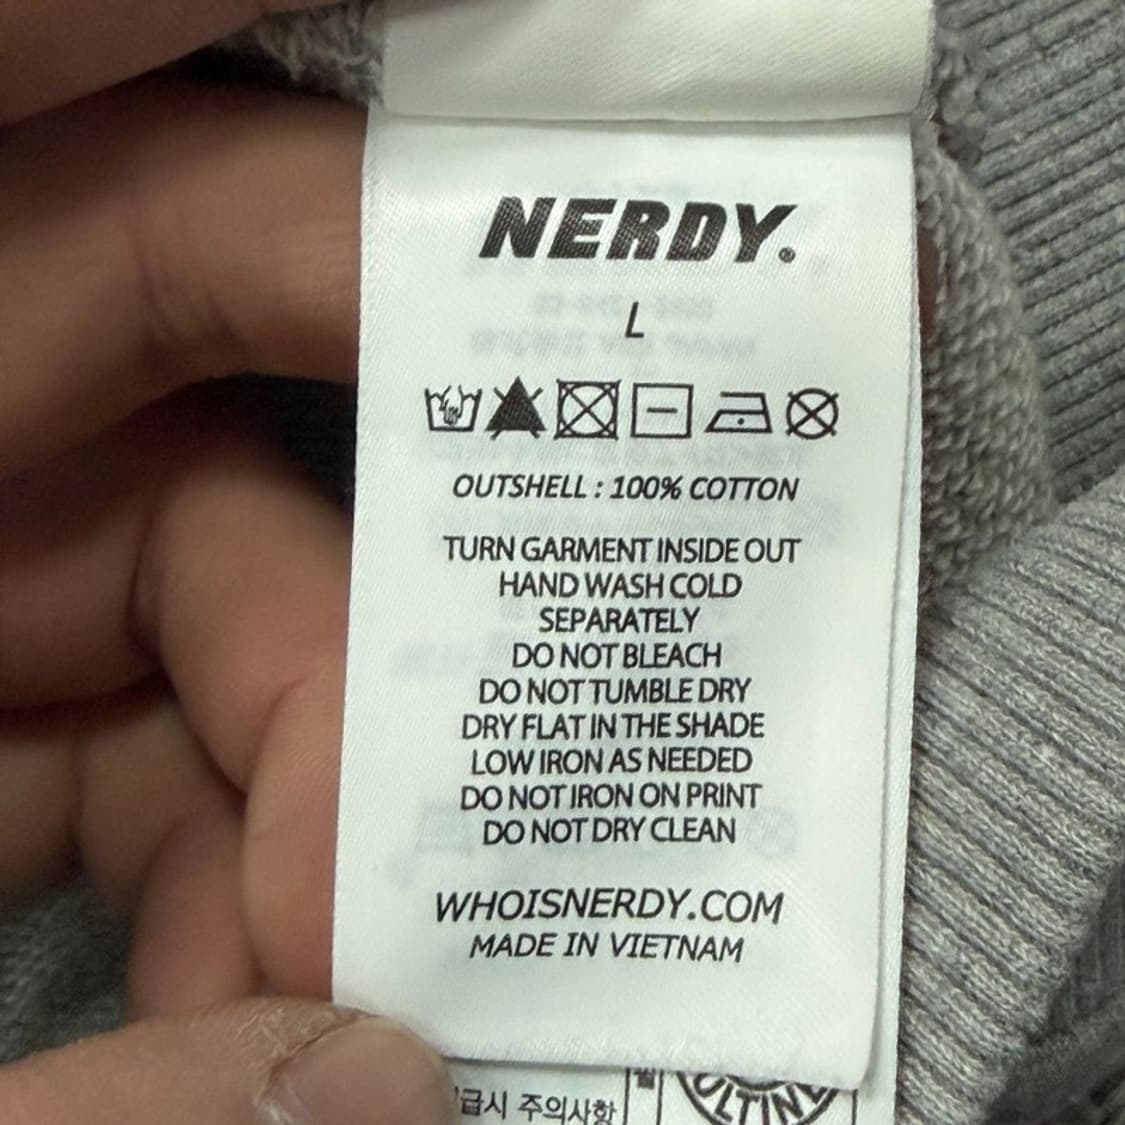 NERDY.®
L
OUTSHELL : 100% COTTON
TURN GARMENT INSIDE OUT
HAND WASH COLD
SEPARATELY
DO NOT BLEACH
DO NOT TUMBLE DRY
DRY FLAT IN THE SHADE
LOW IRON AS NEEDED
DO NOT IRON ON PRINT
DO NOT DRY CLEAN
WHOISNERDY.COM
MADE IN VIETNAM
급시 주의사항